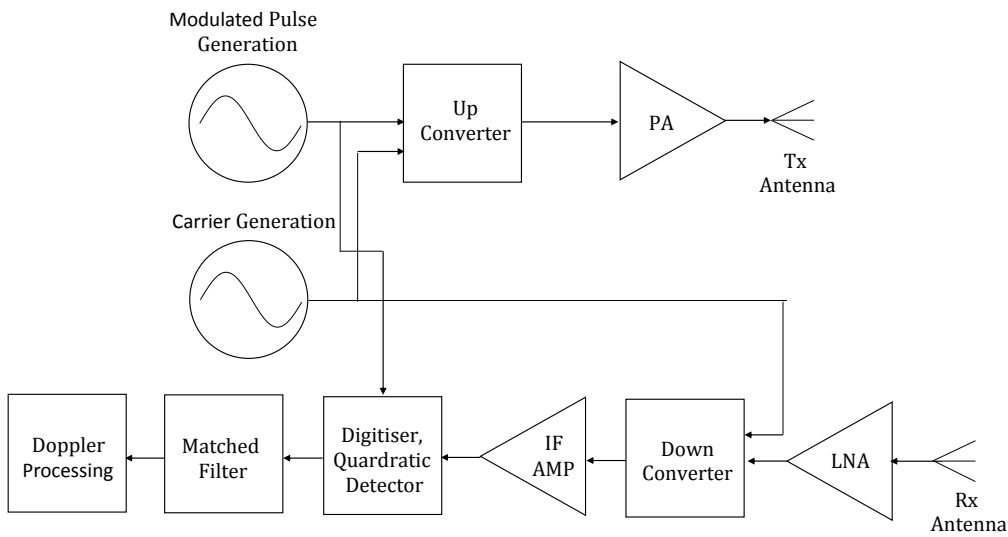 Modulated Pulse
Generation
Up
Converter
PA
Tx
Antenna
Carrier Generation
Doppler
Processing
Matched
Filter
Digitiser,
Quardratic
Detector
IF
AMP
Down
Converter
LNA
Rx
Antenna